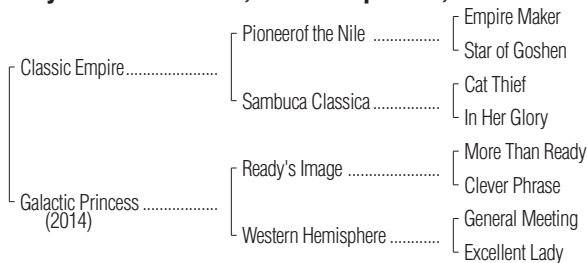 Pioneerof the Nile ................
Empire Maker
Star of Goshen
Classic Empire......................
Sambuca Classica................
Cat Thief
In Her Glory
Ready's Image ......................
More Than Ready
Clever Phrase
Galactic Princess ..................
(2014)
Western Hemisphere............
General Meeting
Excellent Lady